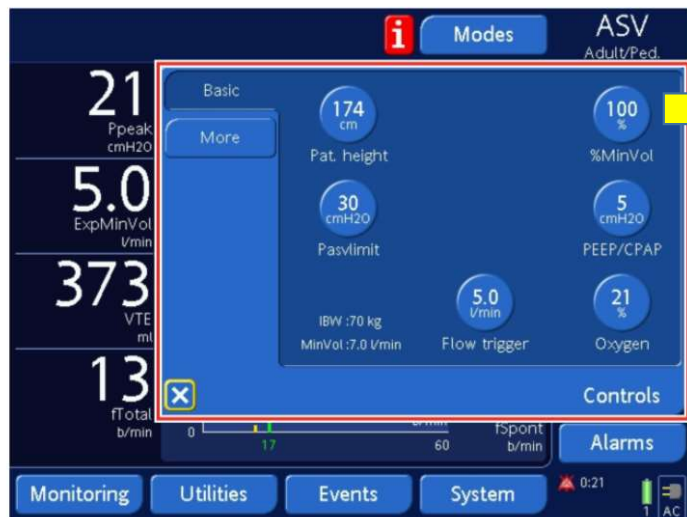 i
Modes
ASV
Adult/Ped.
21
Ppeak
cmH2O
5.0
ExpMinVol
l/min
373
VTE
ml
13
fTotal
b/min
Basic
More
174
cm
Pat. height
100
%
%MinVol
30
cmH2O
Pasvlimit
5
cmH2O
PEEP/CPAP
5.0
l/min
Flow trigger
21
%
Oxygen
IBW :70 kg
MinVol :7.0 l/min
Controls
0
17
60
fSpont
b/min
Alarms
Monitoring
Utilities
Events
System
0:21
1
AC